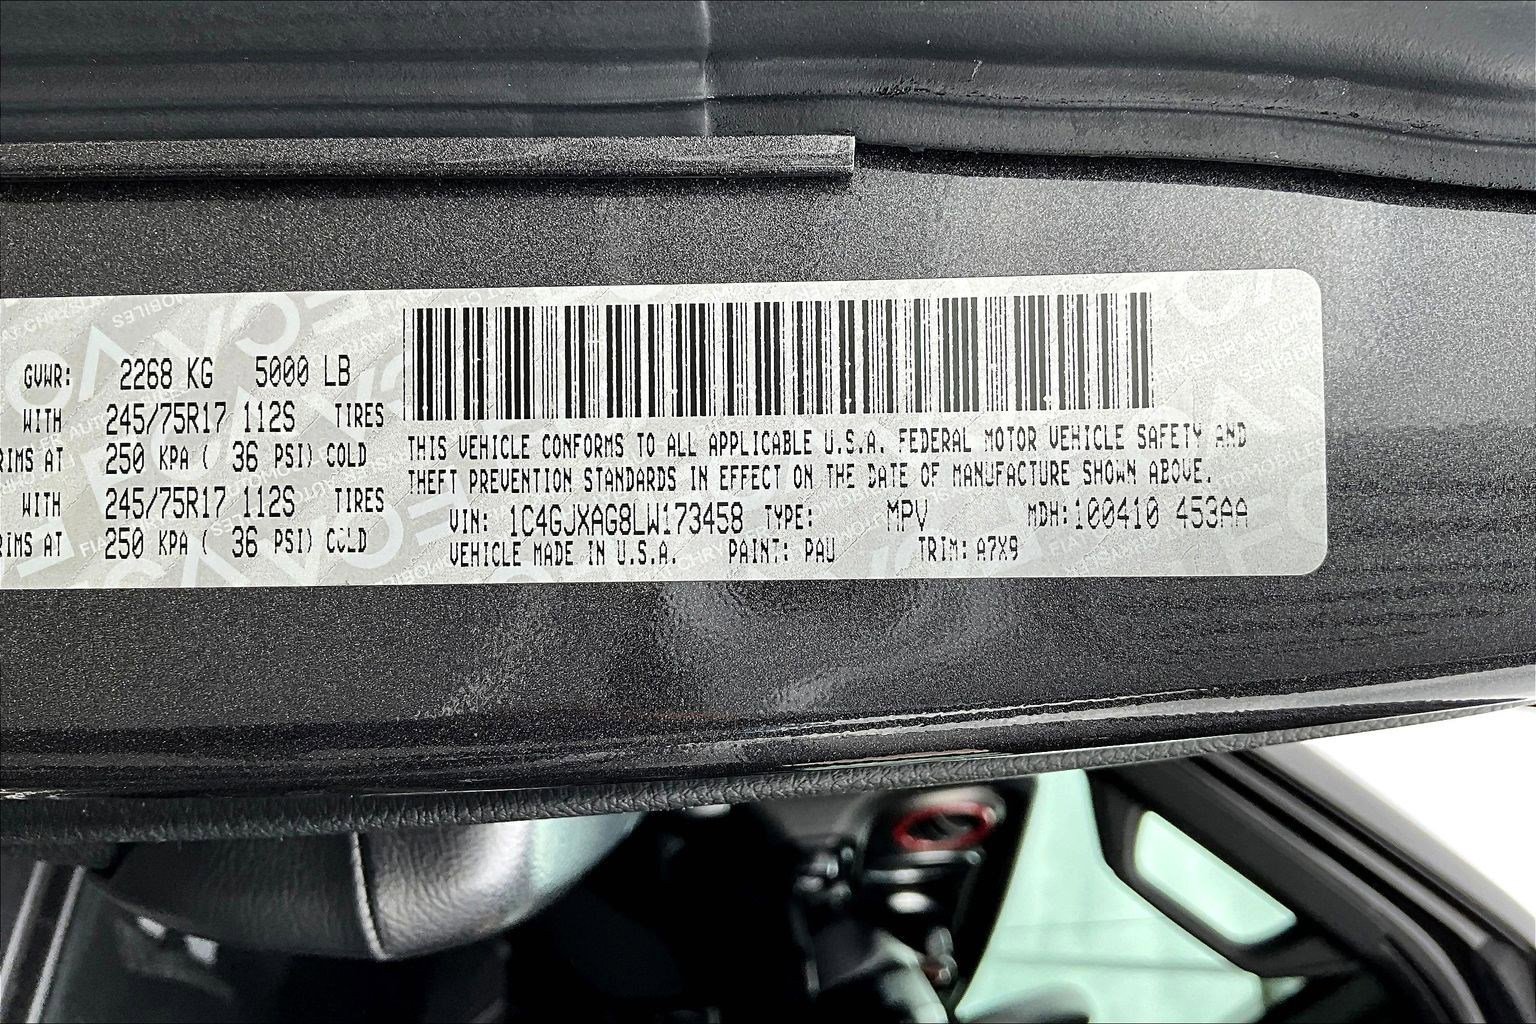 GVWR: 2268 KG 5000 LB
WITH 245/75R17 112S TIRES
RIMS AT 250 KPA ( 36 PSI) COLD
WITH 245/75R17 112S TIRES
RIMS AT 250 KPA ( 36 PSI) COLD
THIS VEHICLE CONFORMS TO ALL APPLICABLE U.S.A. FEDERAL MOTOR VEHICLE SAFETY AND
THEFT PREVENTION STANDARDS IN EFFECT ON THE DATE OF MANUFACTURE SHOWN ABOVE.
VIN: 1C4GJXAG8LW173458 TYPE: MPV MDH:100410 453AA
VEHICLE MADE IN U.S.A. PAINT: PAU TRIM: A7X9